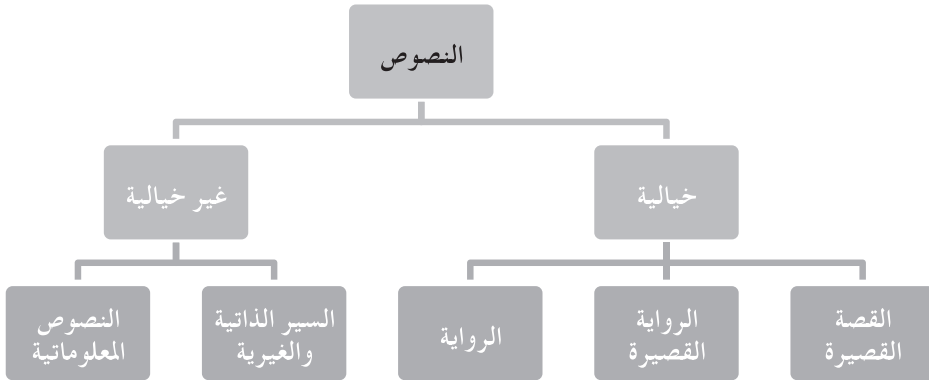 النصوص
خيالية
غير خيالية
القصة
القصيرة
الرواية
القصيرة
الرواية
السير الذاتية
والغيرية
النصوص
المعلوماتية